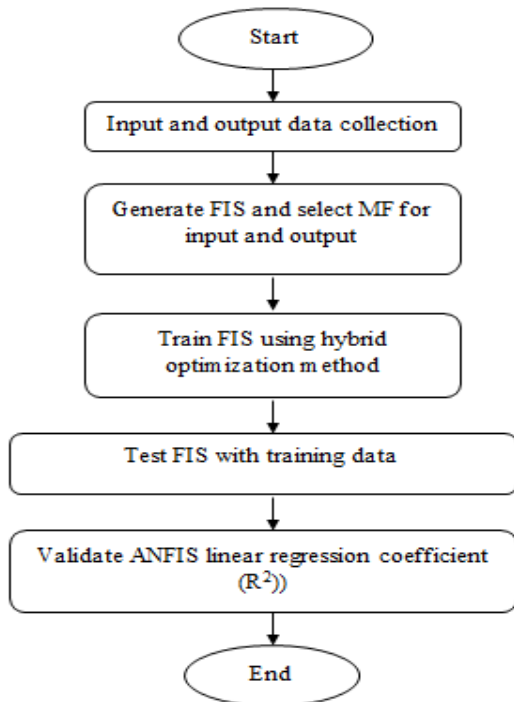 Start
Input and output data collection
Generate FIS and select MF for
input and output
Train FIS using hybrid
optimization method
Test FIS with training data
Validate ANFIS linear regression coefficient
(R²))
End